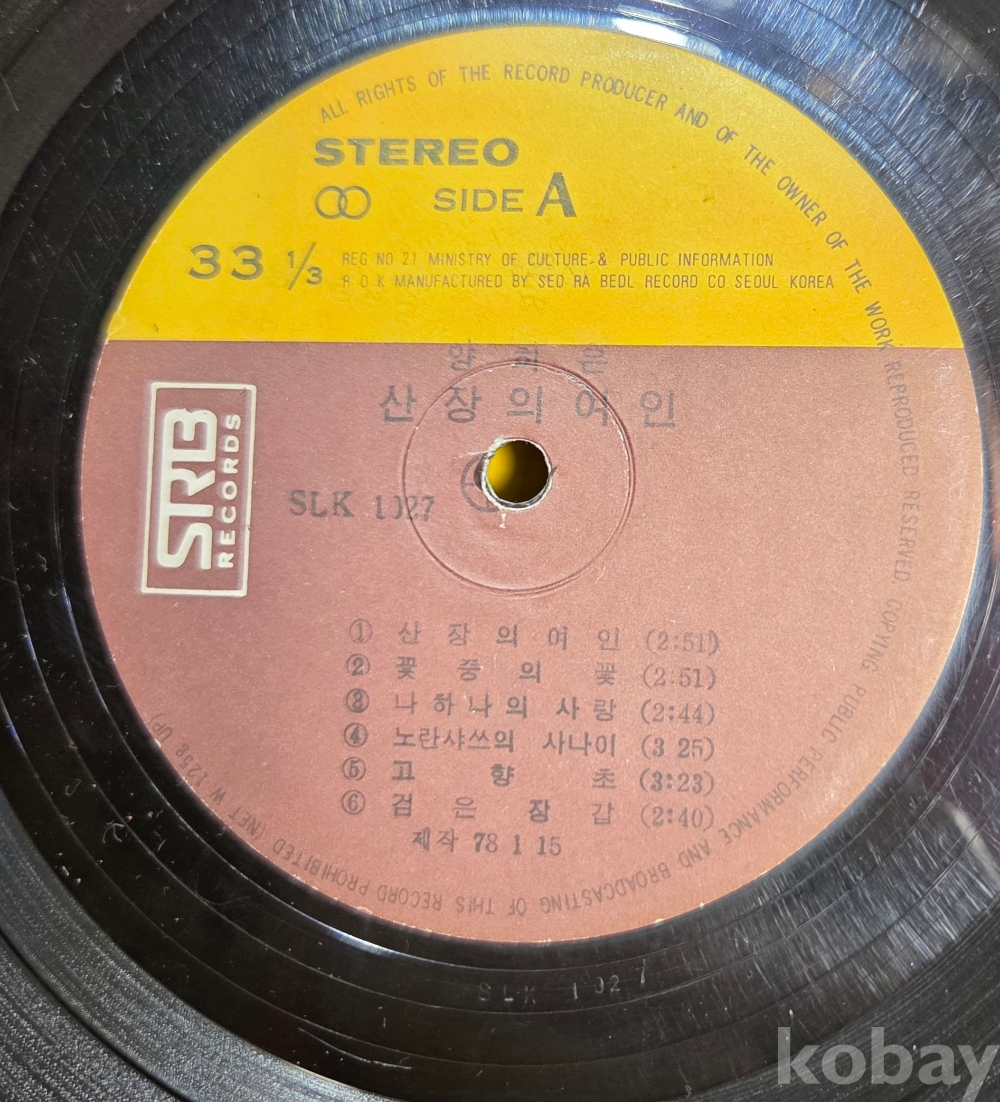 ALL RIGHTS OF THE RECORD PRODUCER AND OF THE OWNER OF THE WORK REPRODUCED RESERVED COPYING PUBLIC PERFORMANCE AND BROADCASTING OF THIS RECORD PROHIBITED (NET W 125g UP)
STEREO
SIDE A
33 1/3
REG NO 21 MINISTRY OF CULTURE & PUBLIC INFORMATION
R O K MANUFACTURED BY SEO RA BEOL RECORD CO SEOUL KOREA
양희은
산장의여인
SRB
RECORDS
SLK 1027
① 산장의여인 (2:51)
② 꽃중의꽃 (2:51)
③ 나하나의 사랑 (2:44)
④ 노란샤쓰의 사나이 (3 25)
⑤ 고향초 (3:23)
⑥ 검은장갑 (2:40)
제작 78 1 15
SLK 1027
kobay